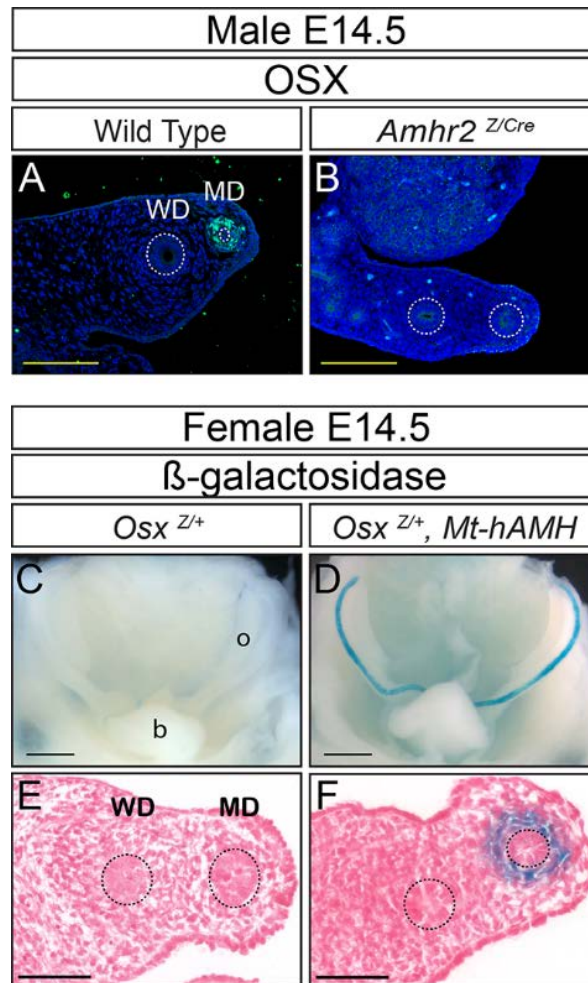 Male E14.5
OSX
Wild Type
Amhr2 Z/Cre
A
WD
MD
B
Female E14.5
ß-galactosidase
Osx Z/+
Osx Z/+, Mt-hAMH
C
o
b
D
E
WD
MD
F